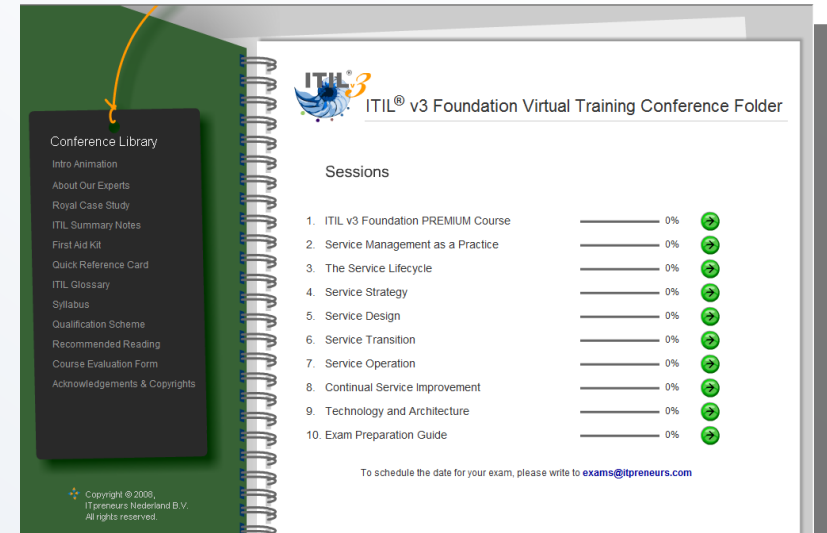 Conference Library
Intro Animation
About Our Experts
Royal Case Study
ITIL Summary Notes
First Aid Kit
Quick Reference Card
ITIL Glossary
Syllabus
Qualification Scheme
Recommended Reading
Course Evaluation Form
Acknowledgements & Copyrights
Copyright © 2008,
ITpreneurs Nederland B.V.
All rights reserved.
ITIL® v3
ITIL® v3 Foundation Virtual Training Conference Folder
Sessions
1. ITIL v3 Foundation PREMIUM Course 0%
2. Service Management as a Practice 0%
3. The Service Lifecycle 0%
4. Service Strategy 0%
5. Service Design 0%
6. Service Transition 0%
7. Service Operation 0%
8. Continual Service Improvement 0%
9. Technology and Architecture 0%
10. Exam Preparation Guide 0%
To schedule the date for your exam, please write to exams@itpreneurs.com